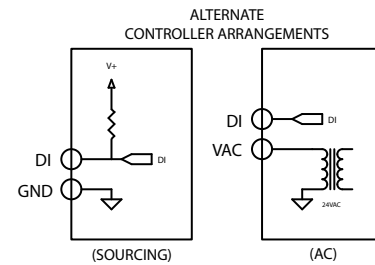 ALTERNATE
CONTROLLER ARRANGEMENTS
V+
DI
DI
GND
(SOURCING)
DI
DI
VAC
24VAC
(AC)